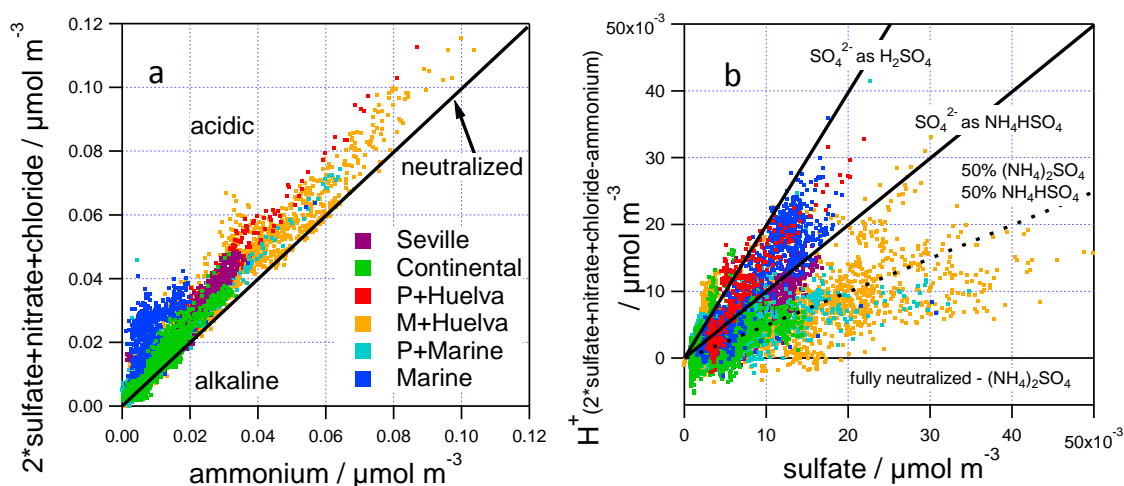 2*sulfate+nitrate+chloride / µmol m⁻³
0.12
0.10
0.08
0.06
0.04
0.02
0.00
a
acidic
neutralized
alkaline
Seville
Continental
P+Huelva
M+Huelva
P+Marine
Marine
0.00
0.02
0.04
0.06
0.08
0.10
0.12
ammonium / µmol m⁻³
H⁺ (2*sulfate+nitrate+chloride-ammonium)
/ µmol m⁻³
50x10⁻³
40
30
20
10
0
b
SO₄²⁻ as H₂SO₄
SO₄²⁻ as NH₄HSO₄
50% (NH₄)₂SO₄
50% NH₄HSO₄
fully neutralized - (NH₄)₂SO₄
0
10
20
30
40
50x10⁻³
sulfate / µmol m⁻³